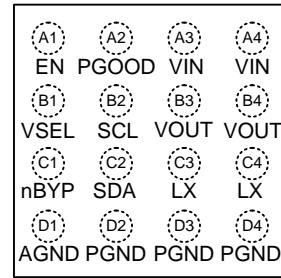 A1 A2 A3 A4
EN PGOOD VIN VIN
B1 B2 B3 B4
VSEL SCL VOUT VOUT
C1 C2 C3 C4
nBYP SDA LX LX
D1 D2 D3 D4
AGND PGND PGND PGND